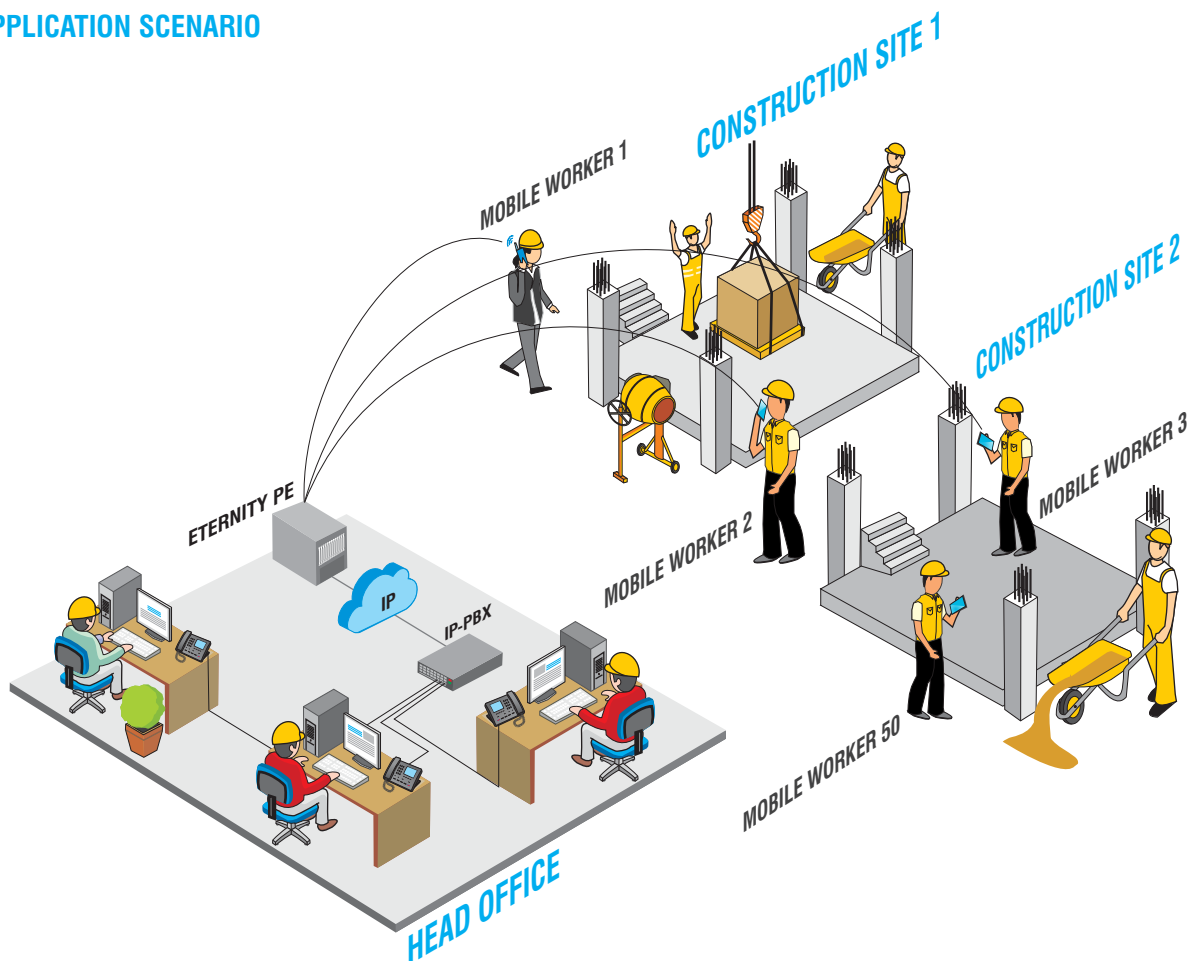 PPLICATION SCENARIO
CONSTRUCTION SITE 1
MOBILE WORKER 1
CONSTRUCTION SITE 2
MOBILE WORKER 3
ETERNITY PE
MOBILE WORKER 2
IP
IP-PBX
MOBILE WORKER 50
HEAD OFFICE